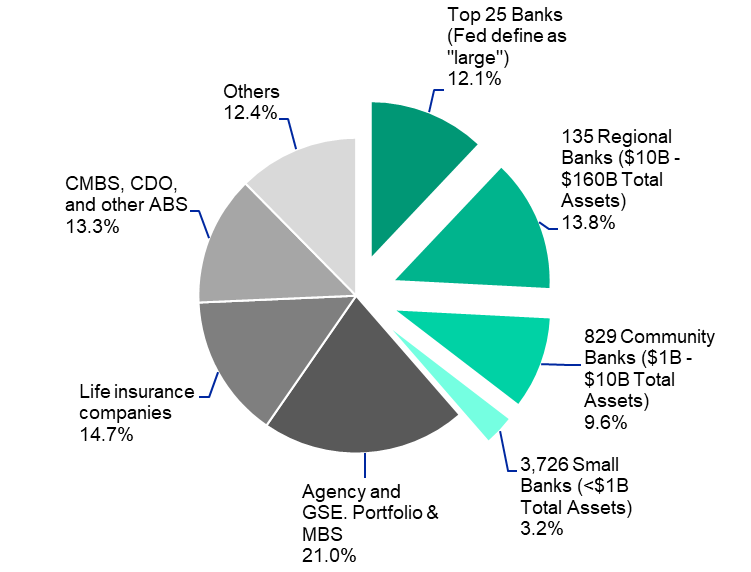 Top 25 Banks
(Fed define as
"large")
12.1%
135 Regional
Banks ($10B -
$160B Total
Assets)
13.8%
829 Community
Banks ($1B -
$10B Total
Assets)
9.6%
3,726 Small
Banks (<$1B
Total Assets)
3.2%
Agency and
GSE. Portfolio &
MBS
21.0%
Life insurance
companies
14.7%
CMBS, CDO,
and other ABS
13.3%
Others
12.4%